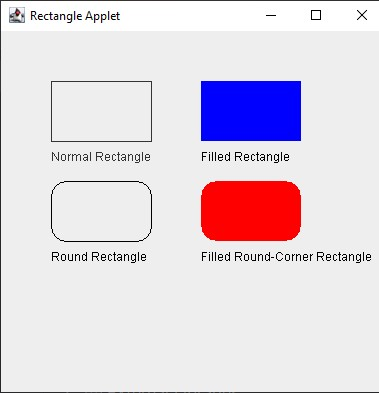 Rectangle Applet
Normal Rectangle
Filled Rectangle
Round Rectangle
Filled Round-Corner Rectangle